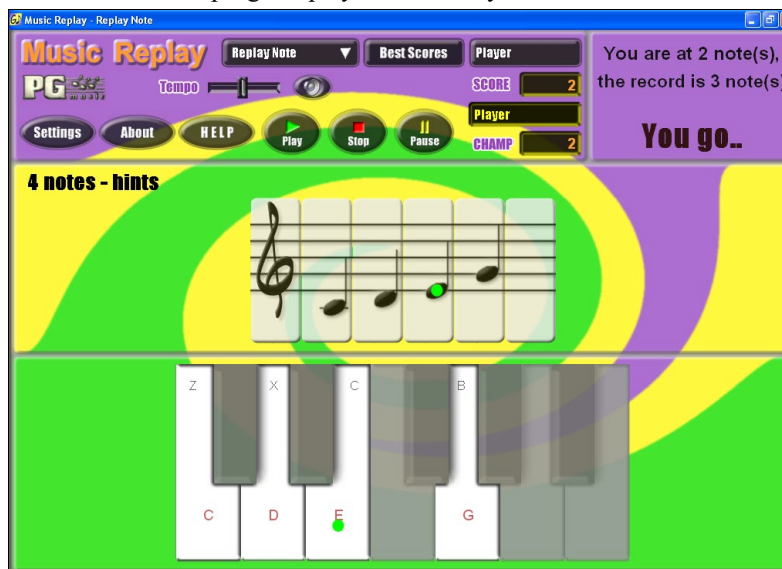 Music Replay - Replay Note
Music Replay
Replay Note
Best Scores
Player
PG music
Tempo
SCORE 2
Player
Settings
About
HELP
Play
Stop
Pause
CHAMP 2
You are at 2 note(s),
the record is 3 note(s)
You go..
4 notes - hints
Z X C B
C D E G